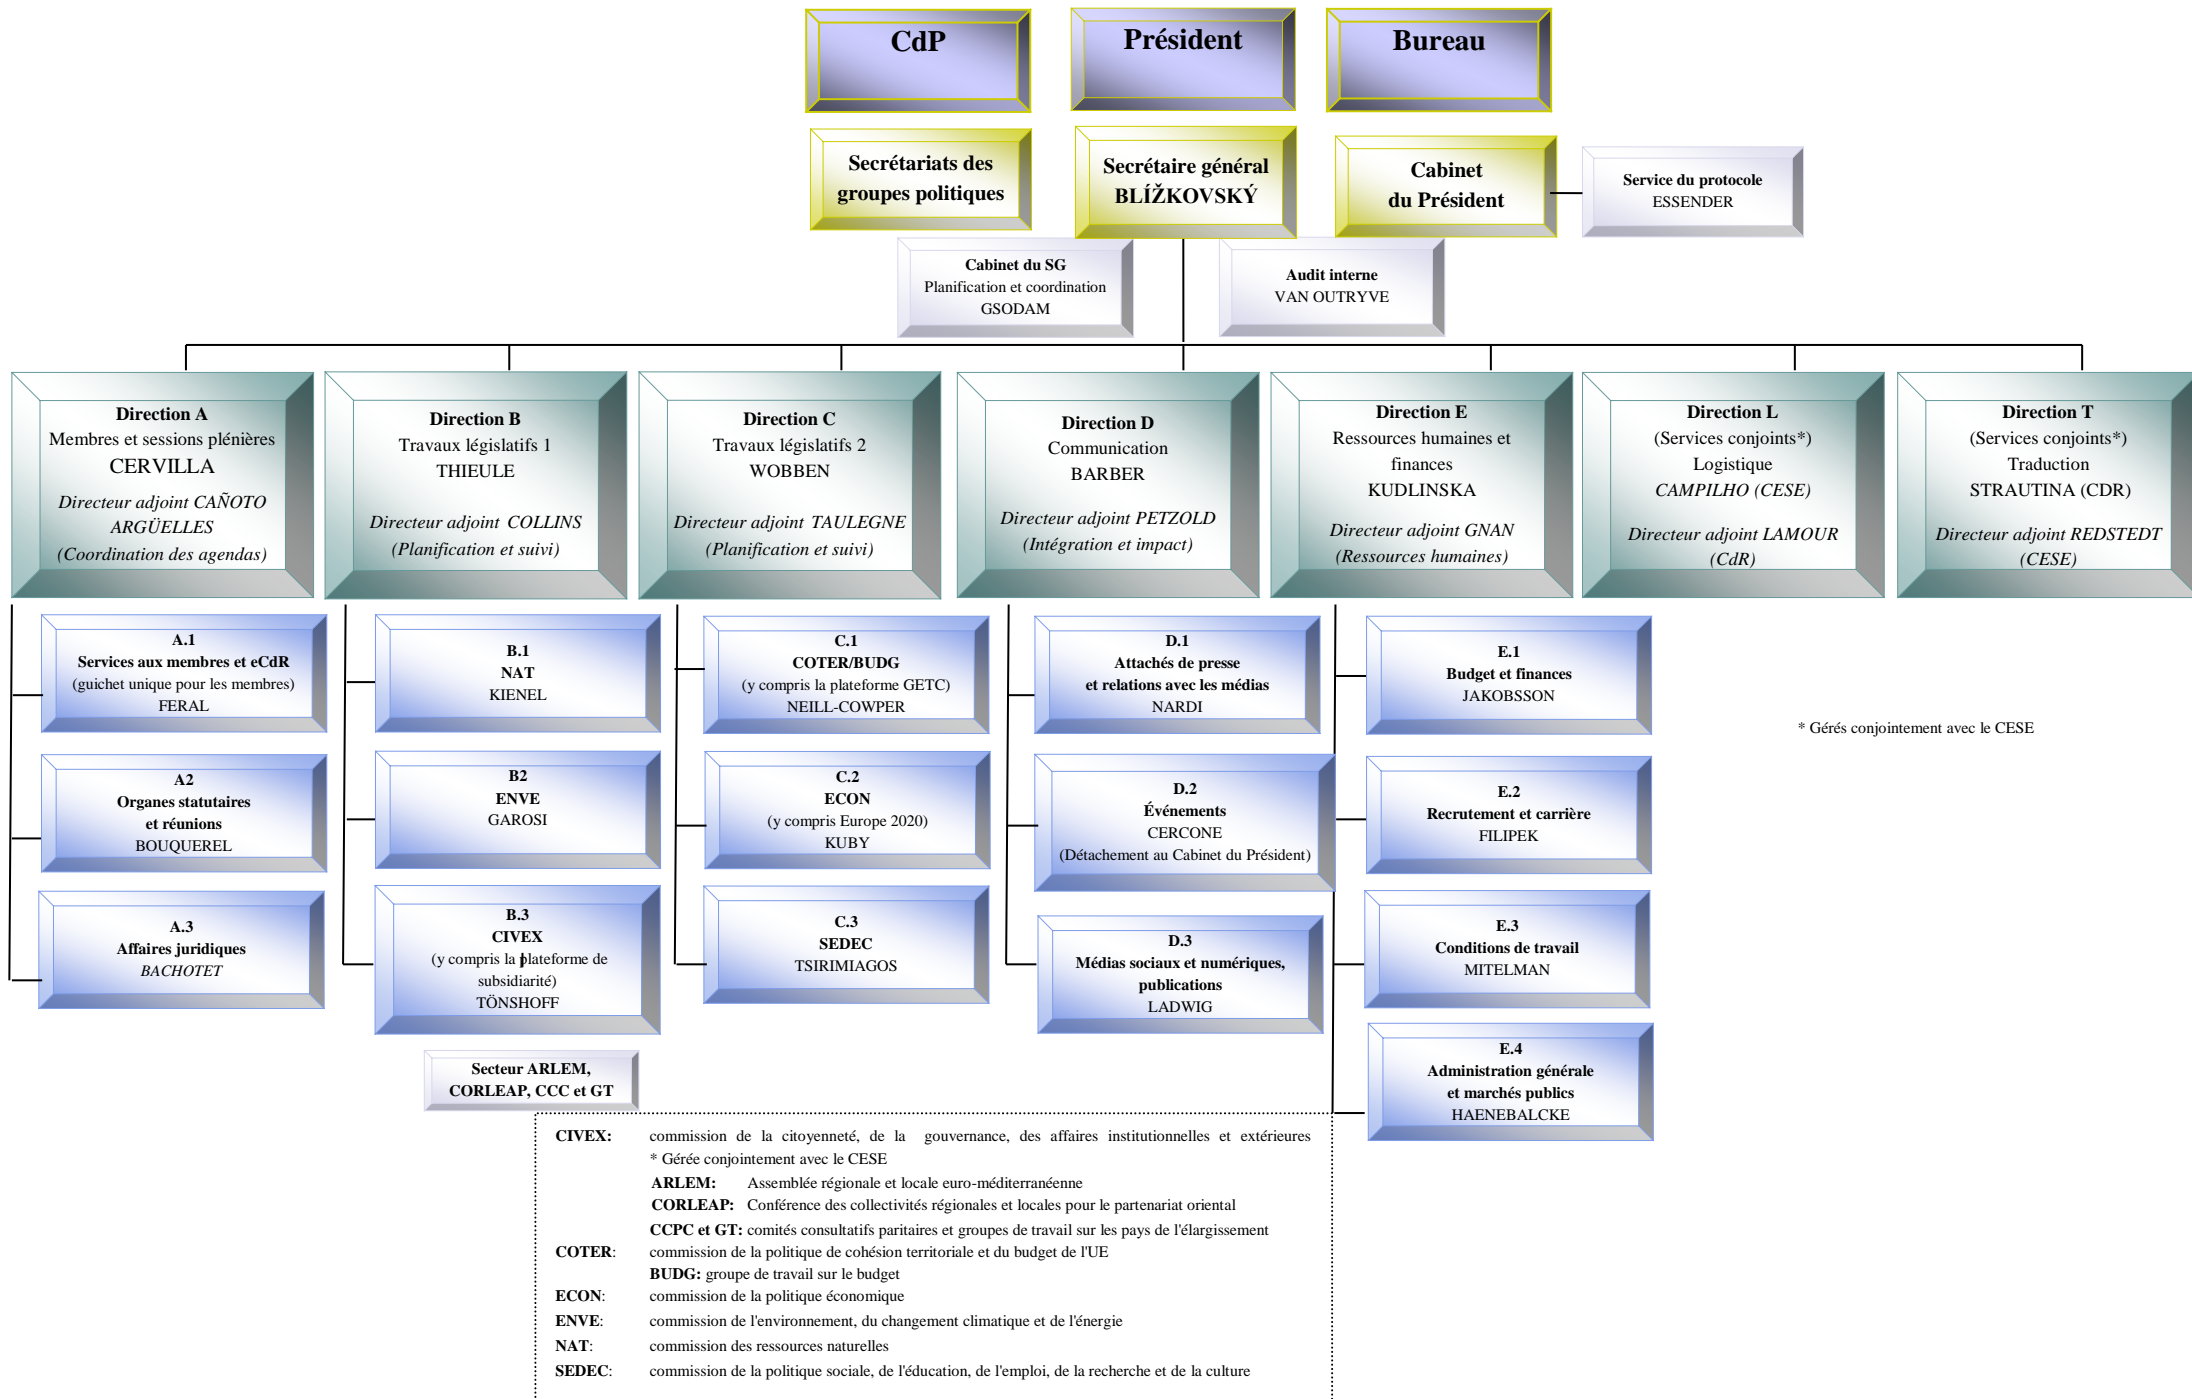 CdP
Président
Bureau
Secrétariats des
groupes politiques
Secrétaire général
BLÍŽKOVSKÝ
Cabinet
du Président
Service du protocole
ESSENDER
Cabinet du SG
Planification et coordination
GSODAM
Audit interne
VAN OUTRYVE
Direction A
Membres et sessions plénières
CERVILLA
Directeur adjoint CAÑOTO
ARGÜELLES
(Coordination des agendas)
Direction B
Travaux législatifs 1
THIEULE
Directeur adjoint COLLINS
(Planification et suivi)
Direction C
Travaux législatifs 2
WOBBEN
Directeur adjoint TAULEGNE
(Planification et suivi)
Direction D
Communication
BARBER
Directeur adjoint PETZOLD
(Intégration et impact)
Direction E
Ressources humaines et
finances
KUDLINSKA
Directeur adjoint GNAN
(Ressources humaines)
Direction L
(Services conjoints*)
Logistique
CAMPILHO (CESE)
Directeur adjoint LAMOUR
(CdR)
Direction T
(Services conjoints*)
Traduction
STRAUTINA (CDR)
Directeur adjoint REDSTEDT
(CESE)
A.1
Services aux membres et eCdR
(guichet unique pour les membres)
FERAL
A2
Organes statutaires
et réunions
BOUQUEREL
A.3
Affaires juridiques
BACHOTET
B.1
NAT
KIENEL
B2
ENVE
GAROSI
B.3
CIVEX
(y compris la plateforme de
subsidiarité)
TÖNSHOFF
Secteur ARLEM,
CORLEAP, CCC et GT
C.1
COTER/BUDG
(y compris la plateforme GETC)
NEILL-COWPER
C.2
ECON
(y compris Europe 2020)
KUBY
C.3
SEDEC
TSIRIMIAGOS
D.1
Attachés de presse
et relations avec les médias
NARDI
D.2
Événements
CERCONE
(Détachement au Cabinet du Président)
D.3
Médias sociaux et numériques,
publications
LADWIG
E.1
Budget et finances
JAKOBSSON
E.2
Recrutement et carrière
FILIPEK
E.3
Conditions de travail
MITELMAN
E.4
Administration générale
et marchés publics
HAENEBALCKE
* Gérés conjointement avec le CESE
CIVEX: commission de la citoyenneté, de la gouvernance, des affaires institutionnelles et extérieures
* Gérée conjointement avec le CESE
ARLEM: Assemblée régionale et locale euro-méditerranéenne
CORLEAP: Conférence des collectivités régionales et locales pour le partenariat oriental
CCPC et GT: comités consultatifs paritaires et groupes de travail sur les pays de l'élargissement
COTER: commission de la politique de cohésion territoriale et du budget de l'UE
BUDG: groupe de travail sur le budget
ECON: commission de la politique économique
ENVE: commission de l'environnement, du changement climatique et de l'énergie
NAT: commission des ressources naturelles
SEDEC: commission de la politique sociale, de l'éducation, de l'emploi, de la recherche et de la culture